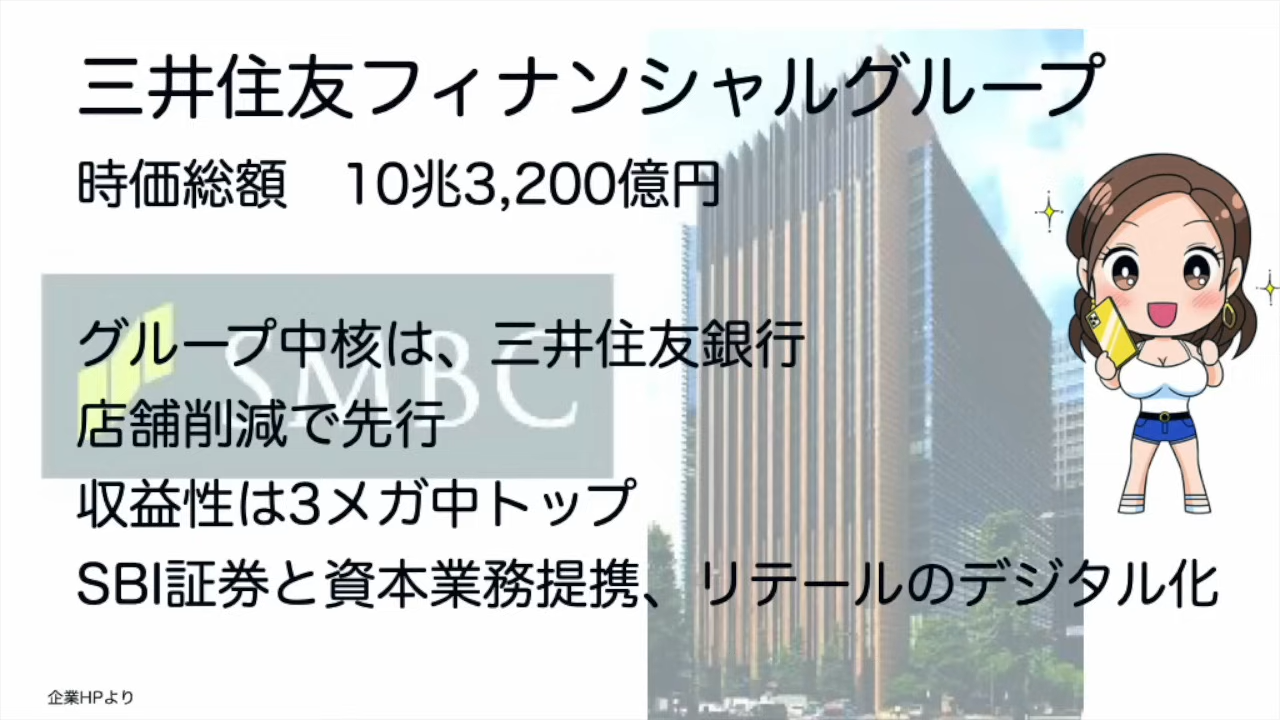 三井住友フィナンシャルグループ
時価総額　10兆3,200億円
SMBC
グループ中核は、三井住友銀行
店舗削減で先行
収益性は3メガ中トップ
SBI証券と資本業務提携、リテールのデジタル化
企業HPより